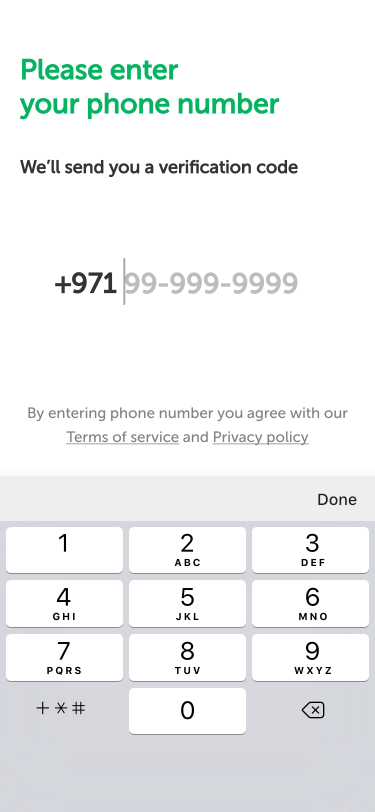 Please enter
your phone number
We'll send you a verification code
+971 99-999-9999
By entering phone number you agree with our
Terms of service and Privacy policy
Done
1
2
ABC
3
DEF
4
GHI
5
JKL
6
MNO
7
PQRS
8
TUV
9
WXYZ
+*#
0